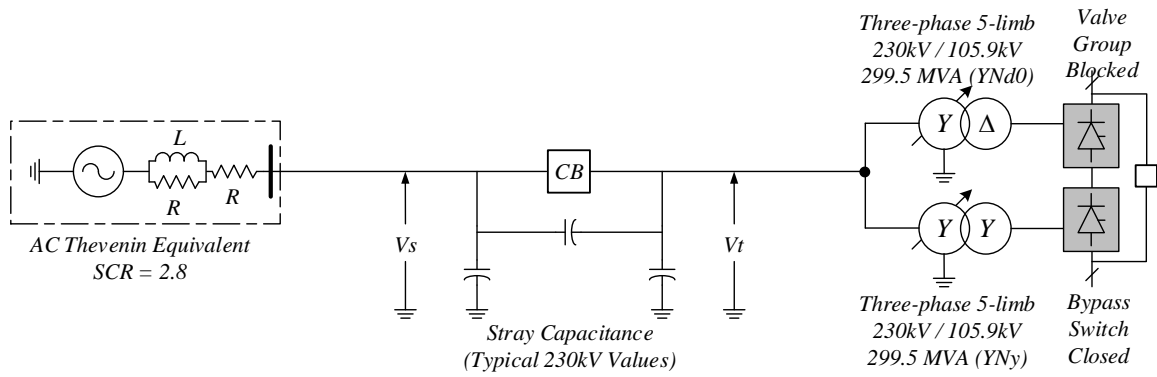 Three-phase 5-limb
230kV / 105.9kV
299.5 MVA (YNd0)
Valve
Group
Blocked
L
R
R
AC Thevenin Equivalent
SCR = 2.8
Vs
CB
Vt
Stray Capacitance
(Typical 230kV Values)
Y
Δ
Y
Y
Three-phase 5-limb
230kV / 105.9kV
299.5 MVA (YNy)
Bypass
Switch
Closed